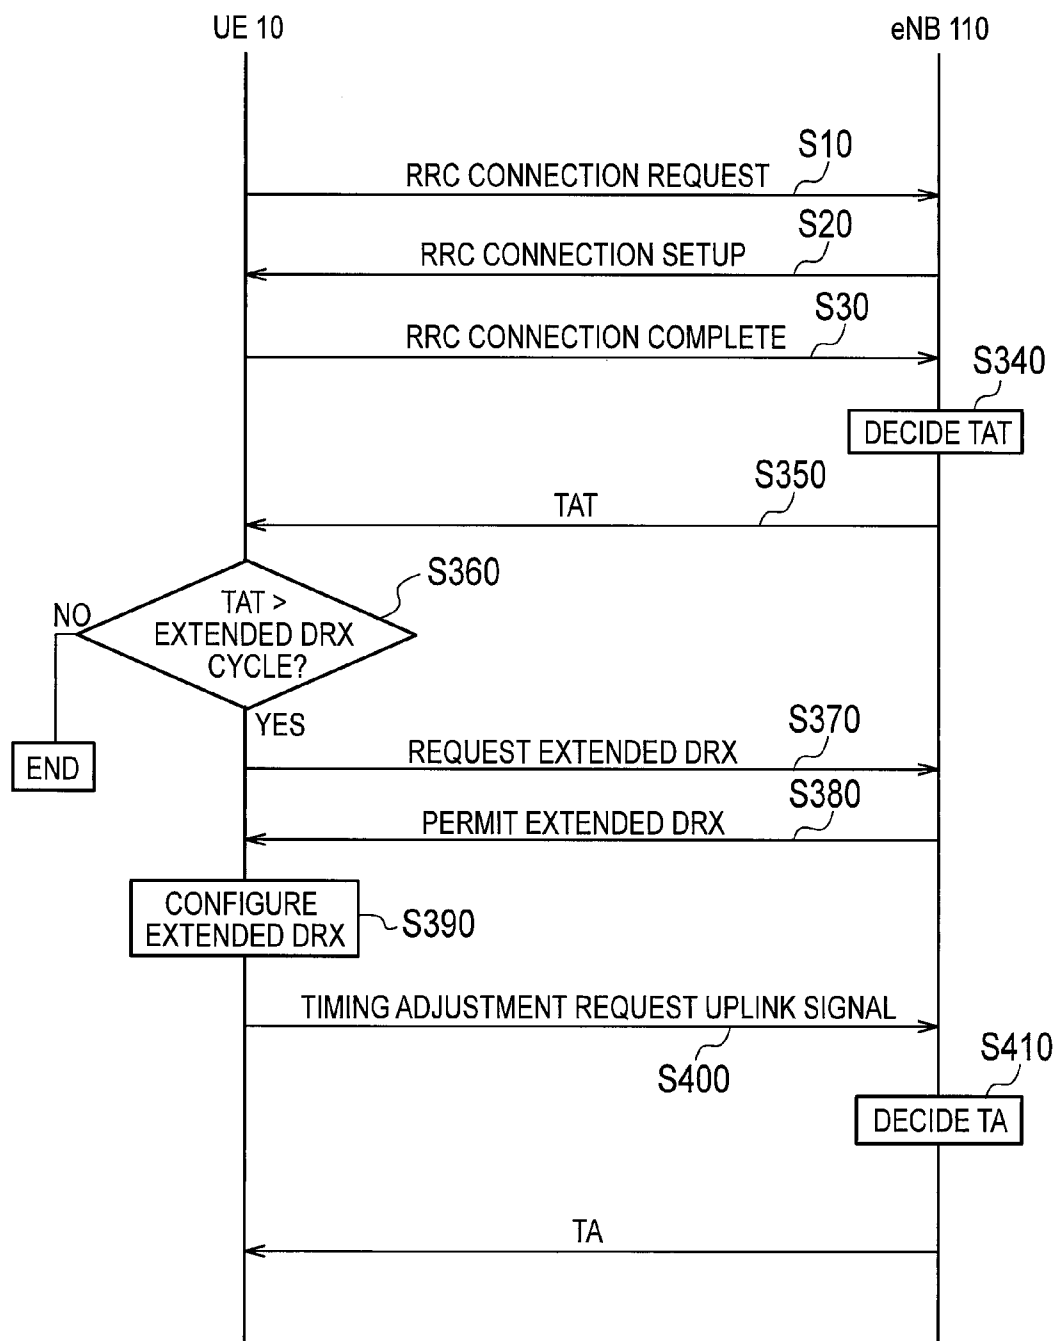 UE 10
eNB 110
S10
RRC CONNECTION REQUEST
S20
RRC CONNECTION SETUP
S30
RRC CONNECTION COMPLETE
S340
DECIDE TAT
S350
TAT
S360
NO
TAT >
EXTENDED DRX
CYCLE?
YES
END
S370
REQUEST EXTENDED DRX
S380
PERMIT EXTENDED DRX
CONFIGURE
EXTENDED DRX
S390
TIMING ADJUSTMENT REQUEST UPLINK SIGNAL
S400
S410
DECIDE TA
TA